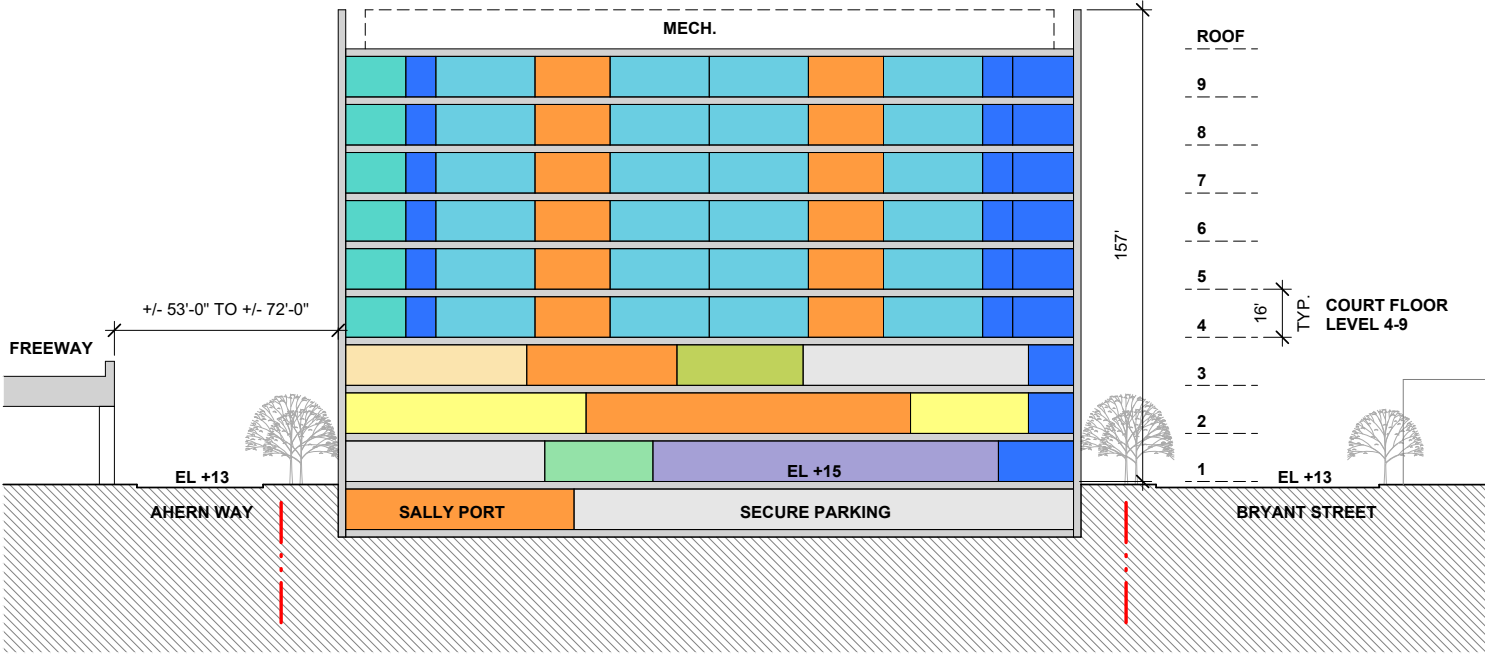 MECH.
ROOF
9
8
7
6
5
4
3
2
1
157'
16'
TYP.
COURT FLOOR
LEVEL 4-9
+/- 53'-0" TO +/- 72'-0"
FREEWAY
EL +13
AHERN WAY
EL +15
SALLY PORT
SECURE PARKING
EL +13
BRYANT STREET